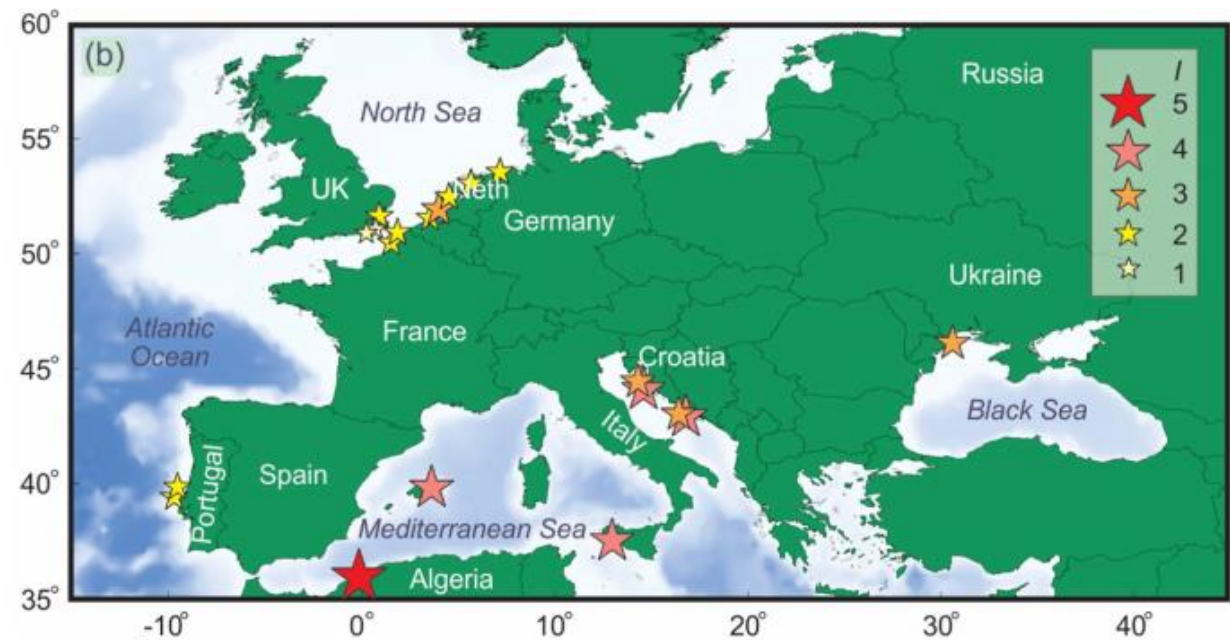 60°
(b)
Russia
I
5
4
3
2
1
North Sea
55°
UK
Neth
Germany
50°
Ukraine
Atlantic
Ocean
France
Croatia
45°
Italy
Black Sea
Portugal
Spain
40°
Mediterranean Sea
Algeria
35°
-10°
0°
10°
20°
30°
40°